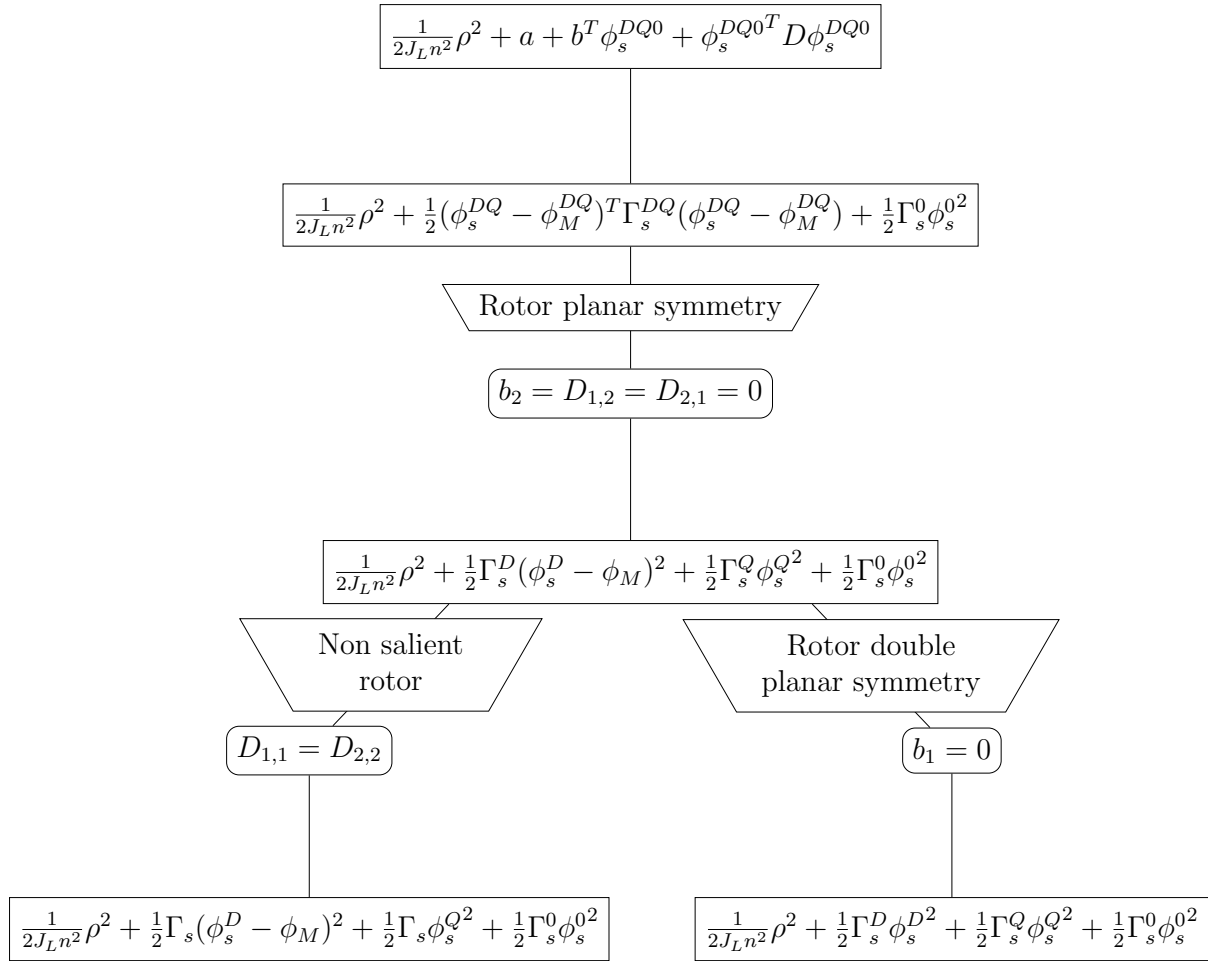 $\frac{1}{2J_L n^2}\rho^2 + a + b^T \phi_s^{DQ0} + {\phi_s^{DQ0}}^T D \phi_s^{DQ0}$
$\frac{1}{2J_L n^2}\rho^2 + \frac{1}{2}(\phi_s^{DQ} - \phi_M^{DQ})^T \Gamma_s^{DQ}(\phi_s^{DQ} - \phi_M^{DQ}) + \frac{1}{2}\Gamma_s^0 {\phi_s^0}^2$
Rotor planar symmetry
$b_2 = D_{1,2} = D_{2,1} = 0$
$\frac{1}{2J_L n^2}\rho^2 + \frac{1}{2}\Gamma_s^D(\phi_s^D - \phi_M)^2 + \frac{1}{2}\Gamma_s^Q {\phi_s^Q}^2 + \frac{1}{2}\Gamma_s^0 {\phi_s^0}^2$
Non salient
rotor
Rotor double
planar symmetry
$D_{1,1} = D_{2,2}$
$b_1 = 0$
$\frac{1}{2J_L n^2}\rho^2 + \frac{1}{2}\Gamma_s(\phi_s^D - \phi_M)^2 + \frac{1}{2}\Gamma_s {\phi_s^Q}^2 + \frac{1}{2}\Gamma_s^0 {\phi_s^0}^2$
$\frac{1}{2J_L n^2}\rho^2 + \frac{1}{2}\Gamma_s^D {\phi_s^D}^2 + \frac{1}{2}\Gamma_s^Q {\phi_s^Q}^2 + \frac{1}{2}\Gamma_s^0 {\phi_s^0}^2$